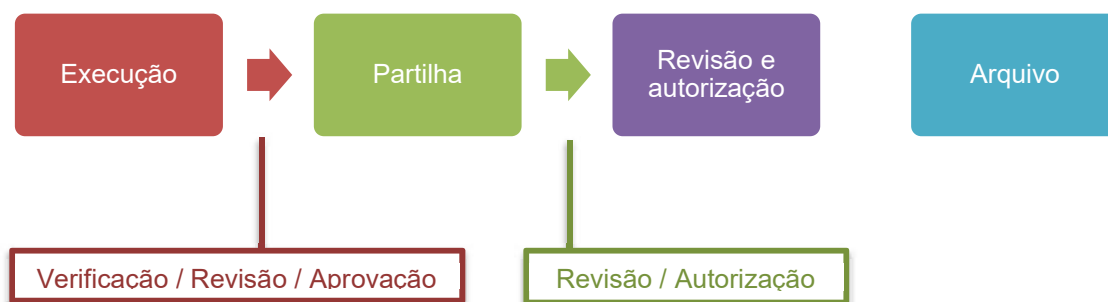 Execução
Partilha
Revisão e
autorização
Arquivo
Verificação / Revisão / Aprovação
Revisão / Autorização